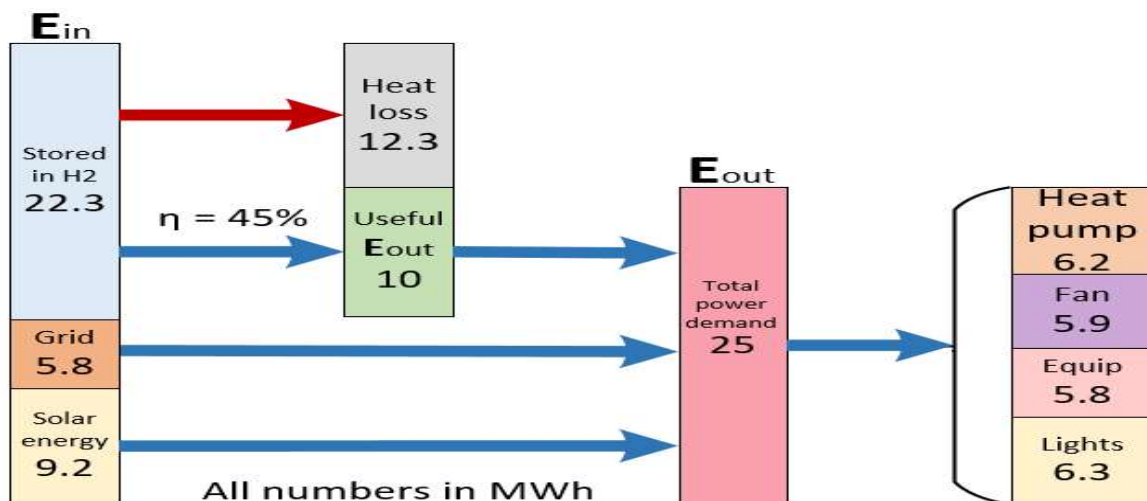 Ein
Stored
in H2
22.3
Grid
5.8
Solar
energy
9.2
Heat
loss
12.3
η = 45%
Useful
Eout
10
Eout
Total
power
demand
25
Heat
pump
6.2
Fan
5.9
Equip
5.8
Lights
6.3
All numbers in MWh